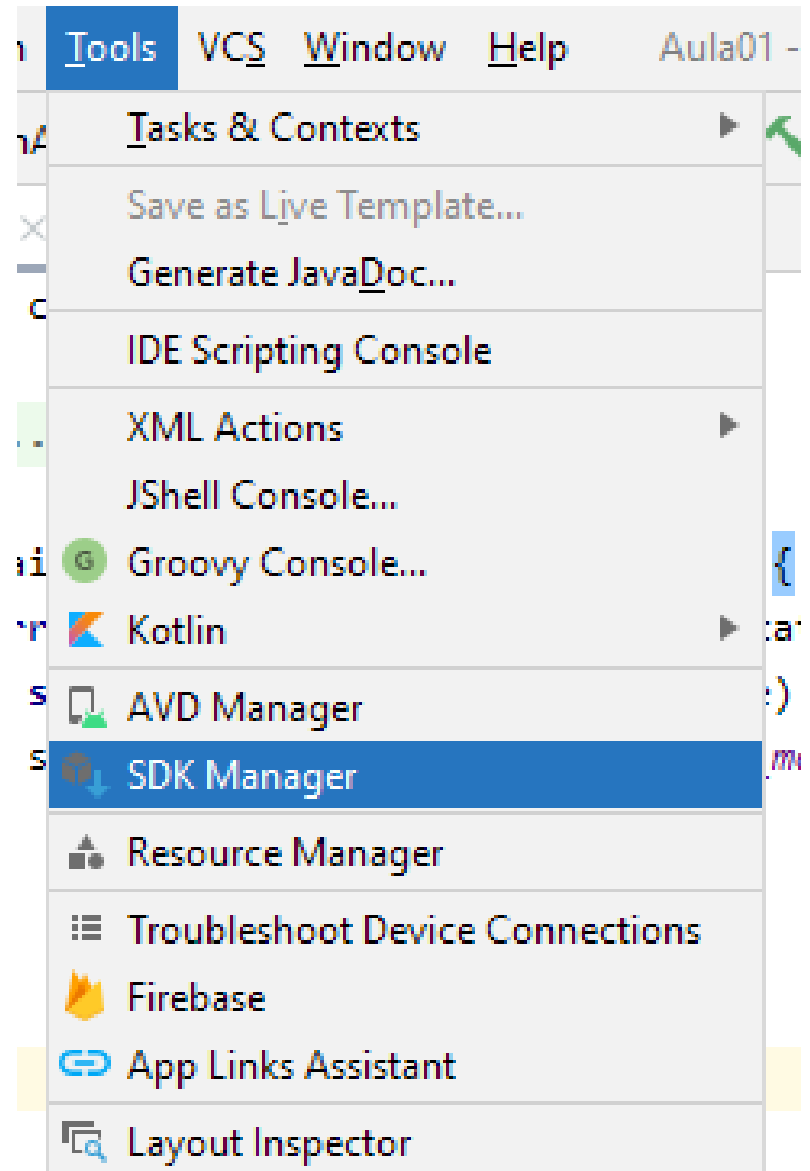 Tools VCS Window Help Aula01 -
Tasks & Contexts
Save as Live Template...
Generate JavaDoc...
c
IDE Scripting Console
..
XML Actions
JShell Console...
ai G Groovy Console... {
Kotlin
s AVD Manager )
s SDK Manager
Resource Manager
Troubleshoot Device Connections
Firebase
App Links Assistant
Layout Inspector